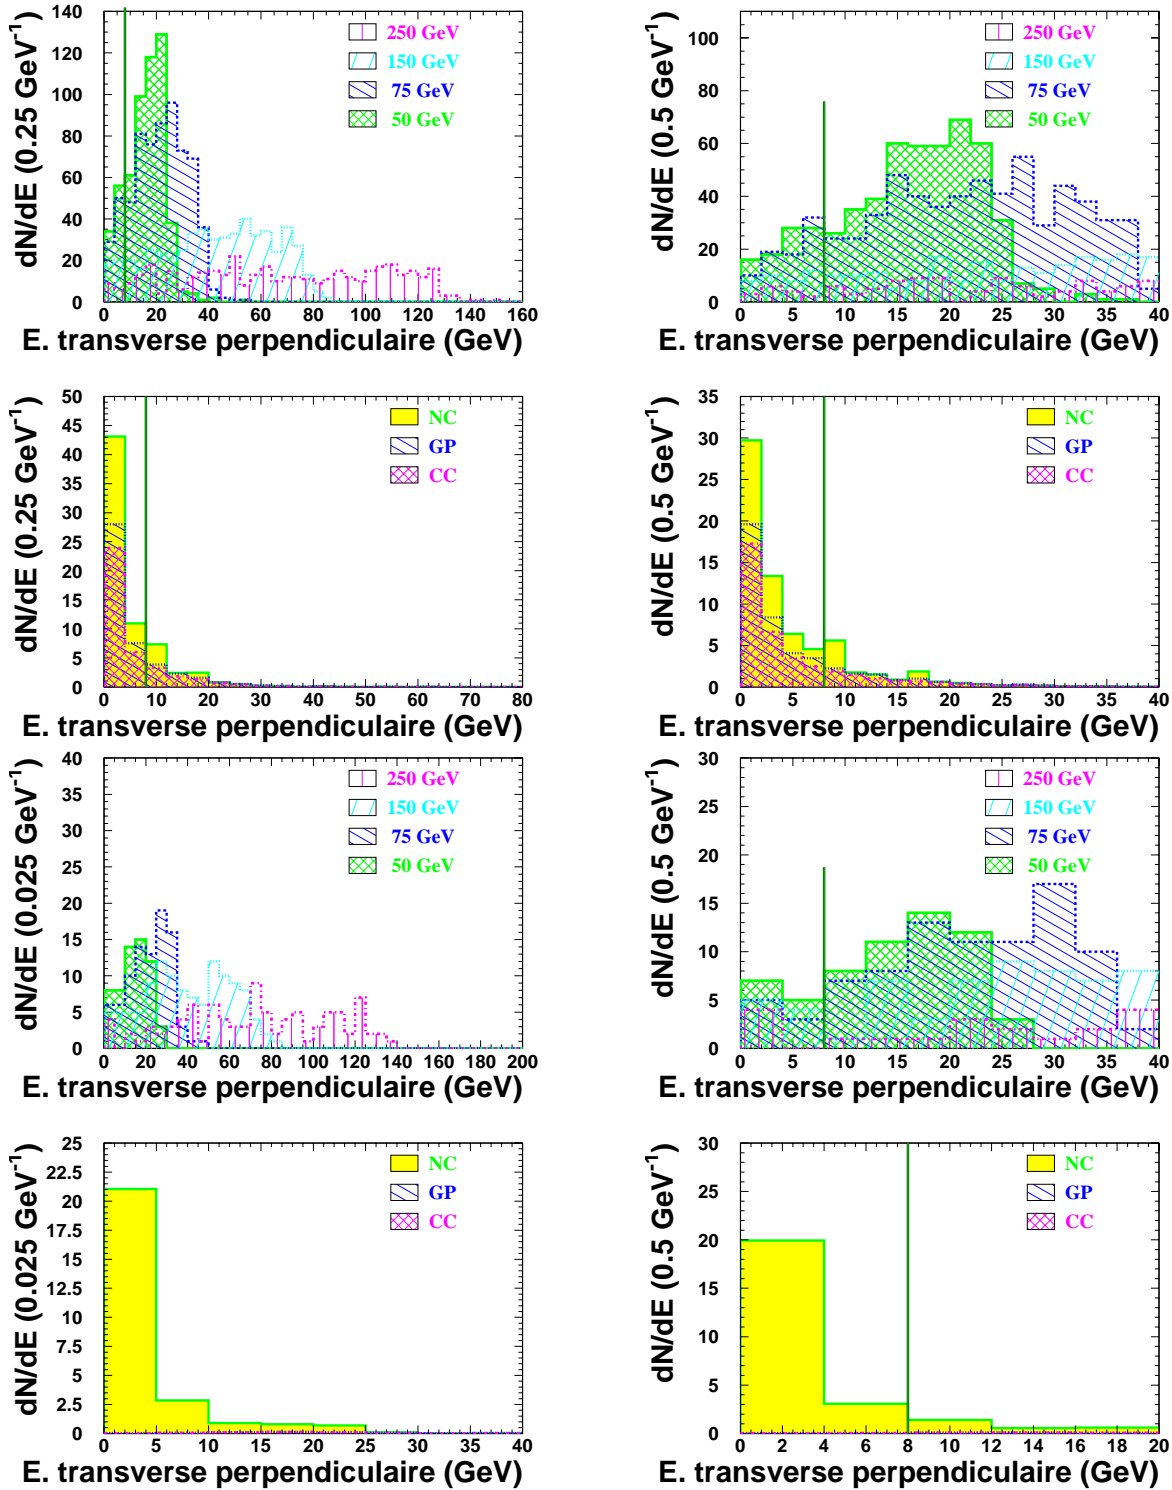 dN/dE (0.25 GeV-1)
140
120
100
80
60
40
20
0
250 GeV
150 GeV
75 GeV
50 GeV
0 20 40 60 80 100 120 140 160
E. transverse perpendiculaire (GeV)
dN/dE (0.5 GeV-1)
100
80
60
40
20
0
250 GeV
150 GeV
75 GeV
50 GeV
0 5 10 15 20 25 30 35 40
E. transverse perpendiculaire (GeV)
dN/dE (0.25 GeV-1)
50
45
40
35
30
25
20
15
10
5
0
NC
GP
CC
0 10 20 30 40 50 60 70 80
E. transverse perpendiculaire (GeV)
dN/dE (0.5 GeV-1)
35
30
25
20
15
10
5
0
NC
GP
CC
0 5 10 15 20 25 30 35 40
E. transverse perpendiculaire (GeV)
dN/dE (0.025 GeV-1)
40
35
30
25
20
15
10
5
0
250 GeV
150 GeV
75 GeV
50 GeV
0 20 40 60 80 100 120 140 160 180 200
E. transverse perpendiculaire (GeV)
dN/dE (0.5 GeV-1)
30
25
20
15
10
5
0
250 GeV
150 GeV
75 GeV
50 GeV
0 5 10 15 20 25 30 35 40
E. transverse perpendiculaire (GeV)
dN/dE (0.025 GeV-1)
25
22.5
20
17.5
15
12.5
10
7.5
5
2.5
0
NC
GP
CC
0 5 10 15 20 25 30 35 40
E. transverse perpendiculaire (GeV)
dN/dE (0.5 GeV-1)
30
25
20
15
10
5
0
NC
GP
CC
0 2 4 6 8 10 12 14 16 18 20
E. transverse perpendiculaire (GeV)